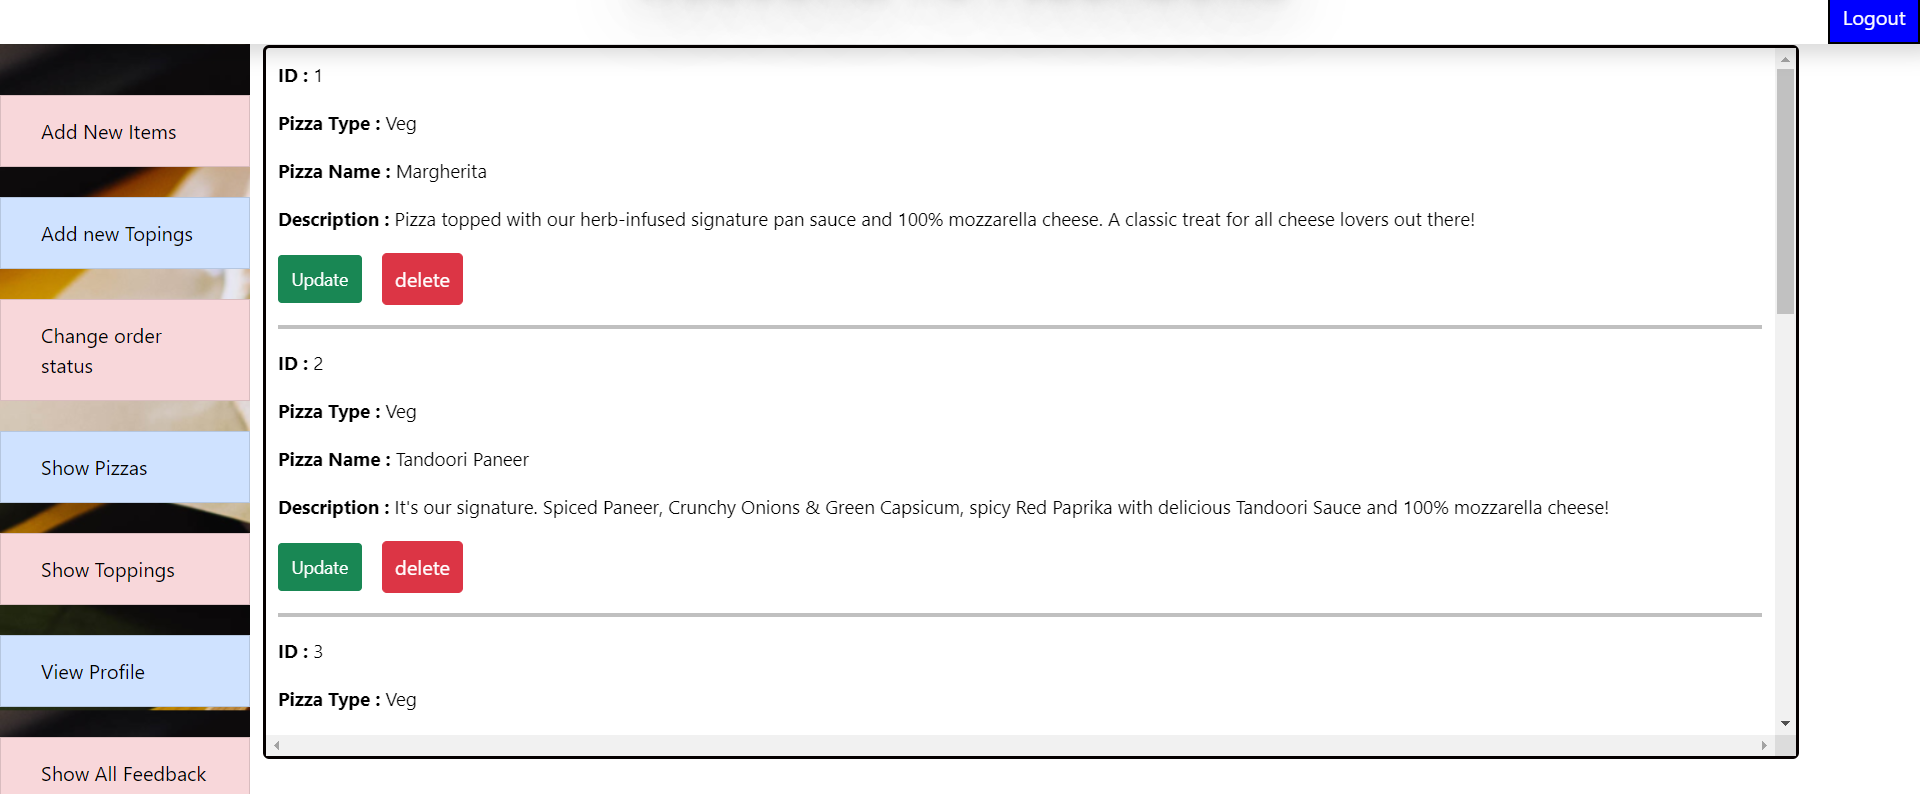 Logout
Add New Items
Add new Topings
Change order
status
Show Pizzas
Show Toppings
View Profile
Show All Feedback
ID : 1
Pizza Type : Veg
Pizza Name : Margherita
Description : Pizza topped with our herb-infused signature pan sauce and 100% mozzarella cheese. A classic treat for all cheese lovers out there!
Update delete
ID : 2
Pizza Type : Veg
Pizza Name : Tandoori Paneer
Description : It's our signature. Spiced Paneer, Crunchy Onions & Green Capsicum, spicy Red Paprika with delicious Tandoori Sauce and 100% mozzarella cheese!
Update delete
ID : 3
Pizza Type : Veg